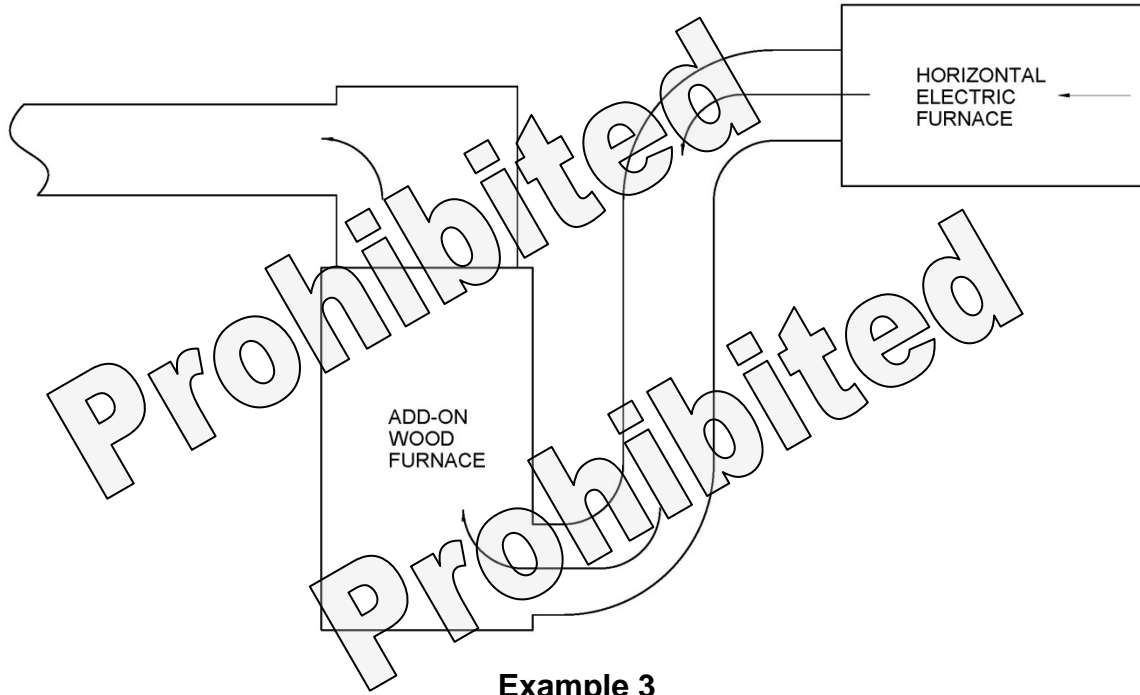 HORIZONTAL
ELECTRIC
FURNACE
Prohibited
ADD-ON
WOOD
FURNACE
Prohibited
Example 3